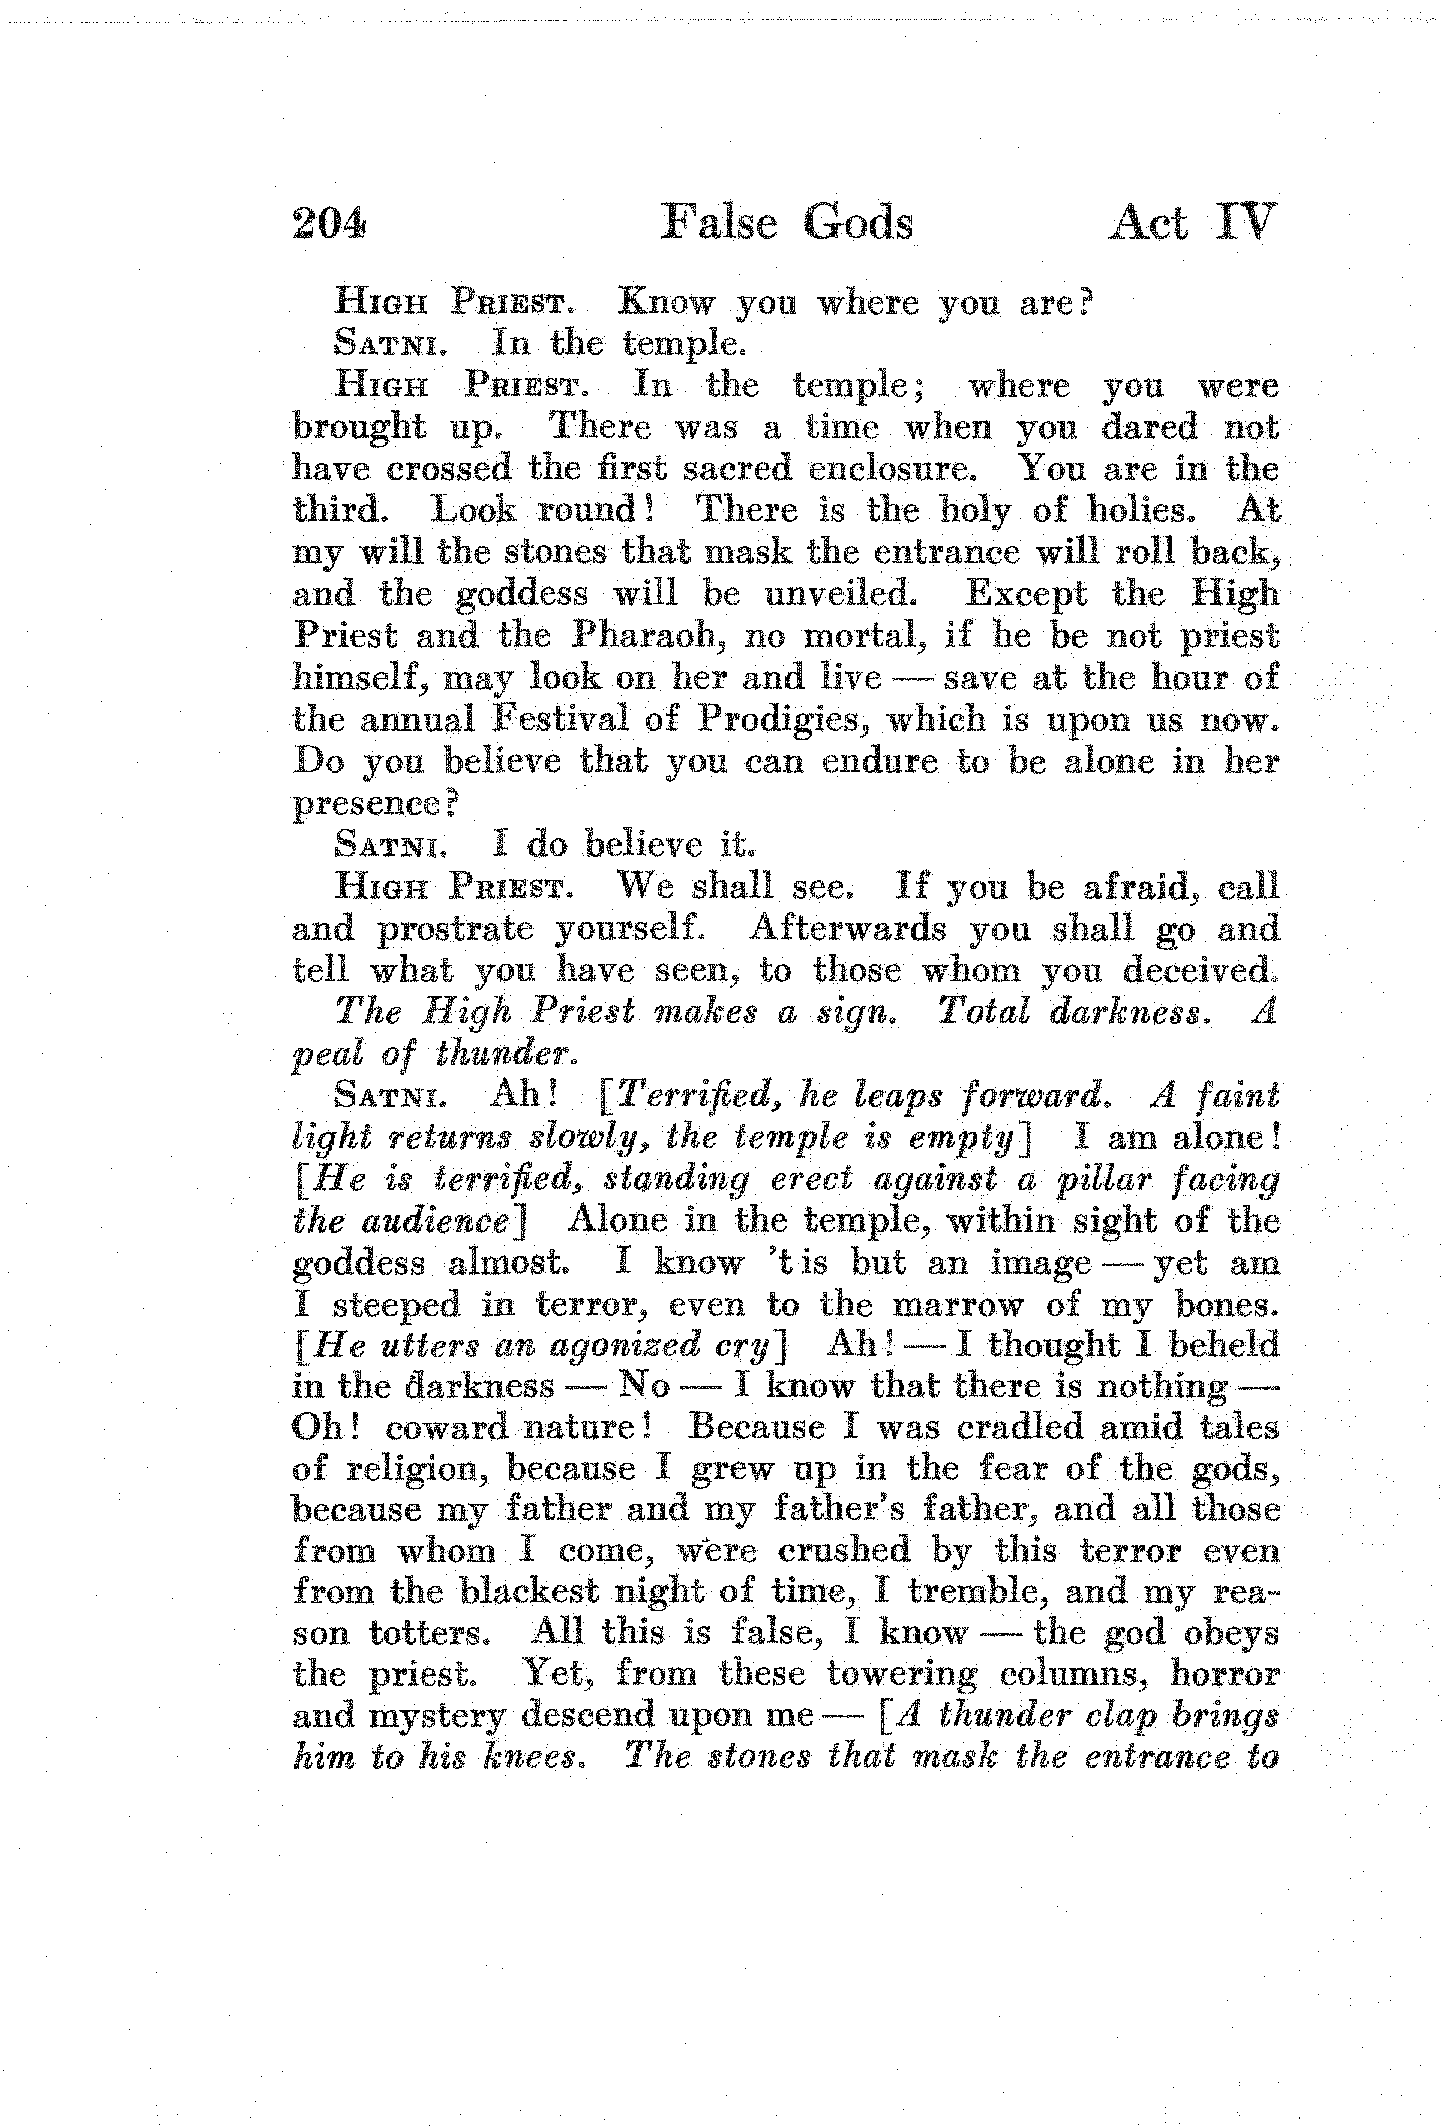 204 False Gods Act IV
HIGH PRIEST. Know you where you are?
SATNI. In the temple.
HIGH PRIEST. In the temple; where you were
brought up. There was a time when you dared not
have crossed the first sacred enclosure. You are in the
third. Look round! There is the holy of holies. At
my will the stones that mask the entrance will roll back,
and the goddess will be unveiled. Except the High
Priest and the Pharaoh, no mortal, if he be not priest
himself, may look on her and live — save at the hour of
the annual Festival of Prodigies, which is upon us now.
Do you believe that you can endure to be alone in her
presence?
SATNI. I do believe it.
HIGH PRIEST. We shall see. If you be afraid, call
and prostrate yourself. Afterwards you shall go and
tell what you have seen, to those whom you deceived.
The High Priest makes a sign. Total darkness. A
peal of thunder.
SATNI. Ah! [Terrified, he leaps forward. A faint
light returns slowly, the temple is empty] I am alone!
[He is terrified, standing erect against a pillar facing
the audience] Alone in the temple, within sight of the
goddess almost. I know 't is but an image — yet am
I steeped in terror, even to the marrow of my bones.
[He utters an agonized cry] Ah! — I thought I beheld
in the darkness — No — I know that there is nothing —
Oh! coward nature! Because I was cradled amid tales
of religion, because I grew up in the fear of the gods,
because my father and my father's father, and all those
from whom I come, were crushed by this terror even
from the blackest night of time, I tremble, and my rea-
son totters. All this is false, I know — the god obeys
the priest. Yet, from these towering columns, horror
and mystery descend upon me — [A thunder clap brings
him to his knees. The stones that mask the entrance to